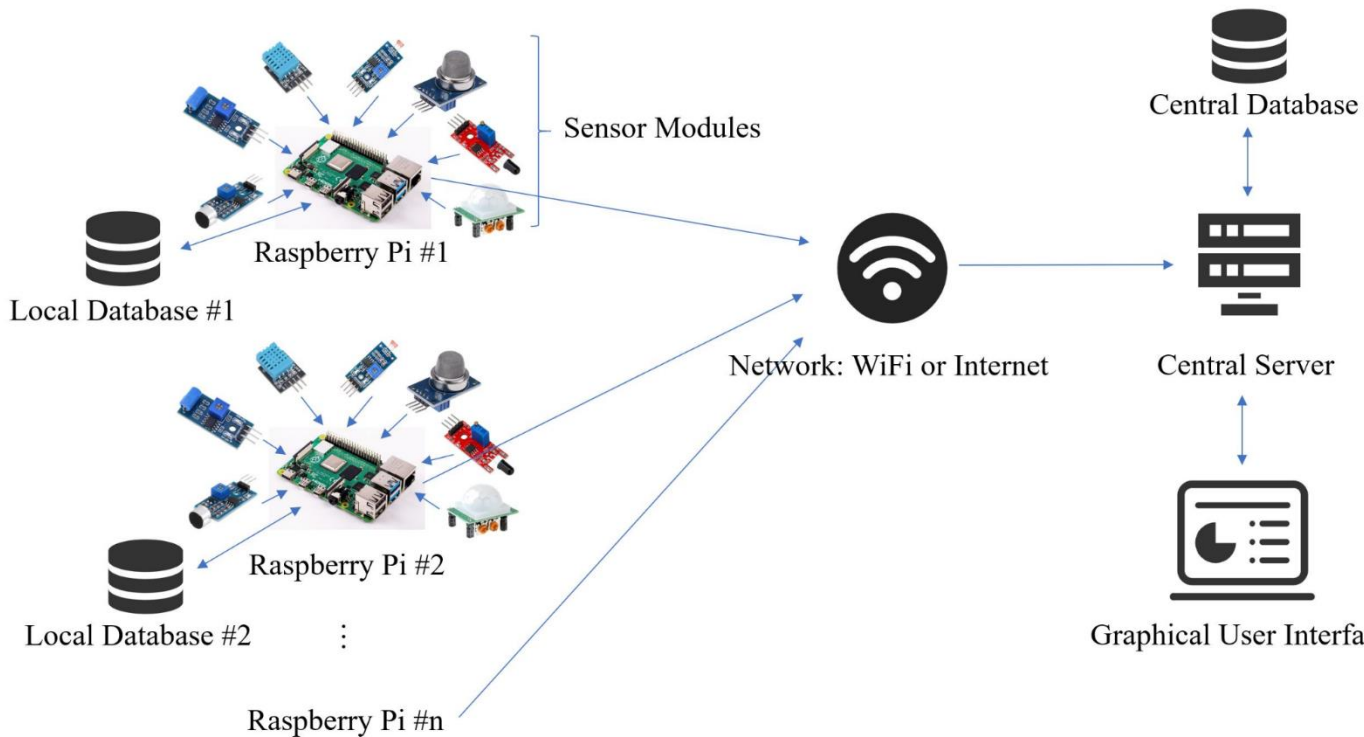 Sensor Modules
Central Database
Raspberry Pi #1
Local Database #1
Network: WiFi or Internet
Central Server
Raspberry Pi #2
Local Database #2
⋮
Graphical User Interfa
Raspberry Pi #n